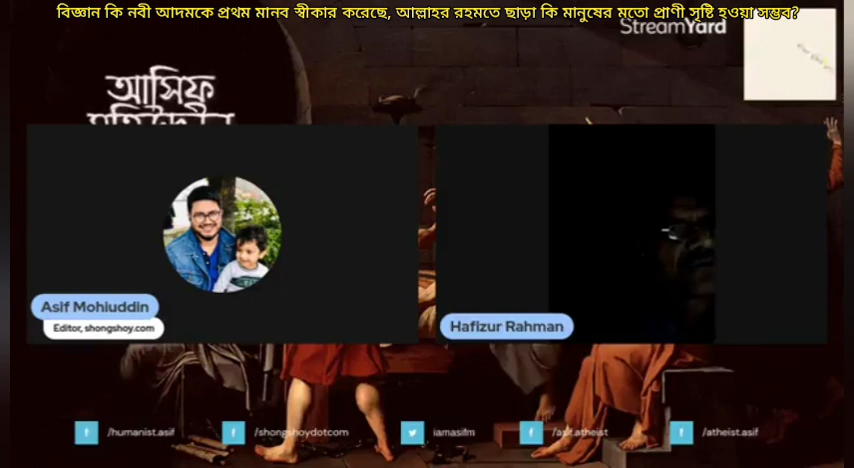 বিজ্ঞান কি নবী আদমকে প্রথম মানব স্বীকার করেছে, আল্লাহর রহমতে ছাড়া কি মানুষের মতো প্রাণী সৃষ্টি হওয়া সম্ভব?
StreamYard
আসিফ
Asif Mohiuddin
Editor, shongshoy.com
Hafizur Rahman
/humanist.asif
/shongshoydotcom
iamasifm
/asif.atheist
/atheist.asif